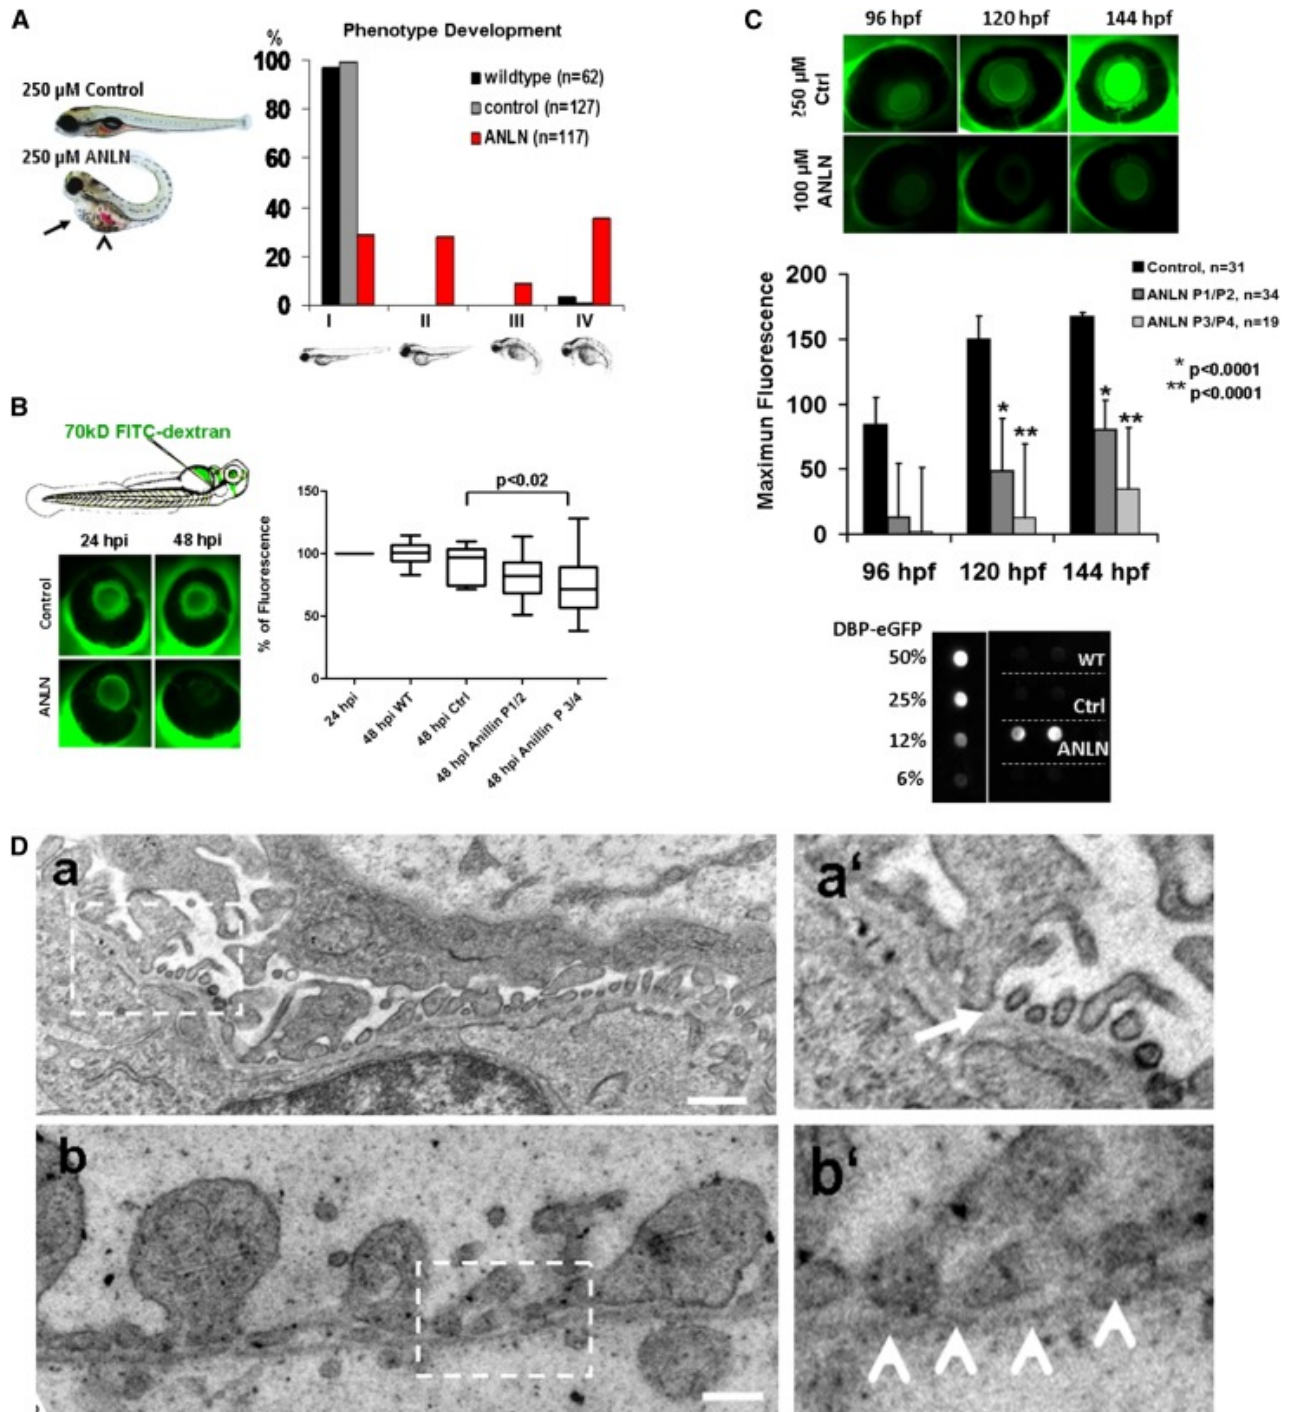 A
Phenotype Development
%
100
80
60
40
20
0
wildtype (n=62)
control (n=127)
ANLN (n=117)
250 µM Control
250 µM ANLN
I II III IV
B
70kD FITC-dextran
24 hpi 48 hpi
Control
ANLN
% of Fluorescence
150
100
50
0
p<0.02
24 hpi
48 hpi WT
48 hpi Ctrl
48 hpi Anillin P1/2
48 hpi Anillin P 3/4
C
96 hpf 120 hpf 144 hpf
250 µM
Ctrl
100 µM
ANLN
Maximun Fluorescence
200
150
100
50
0
Control, n=31
ANLN P1/P2, n=34
ANLN P3/P4, n=19
* p<0.0001
** p<0.0001
* ** * **
96 hpf 120 hpf 144 hpf
DBP-eGFP
50%
25%
12%
6%
WT
Ctrl
ANLN
D
a
a‘
b
b‘